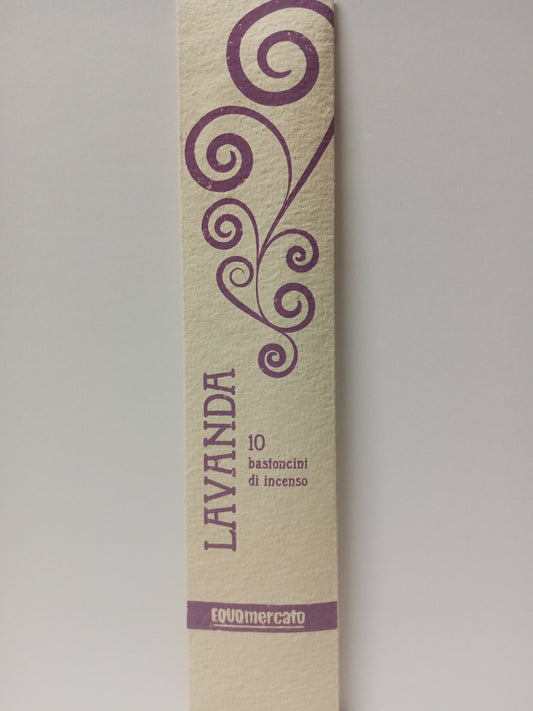 LAVANDA
10
bastoncini
di incenso
EQUOmercato